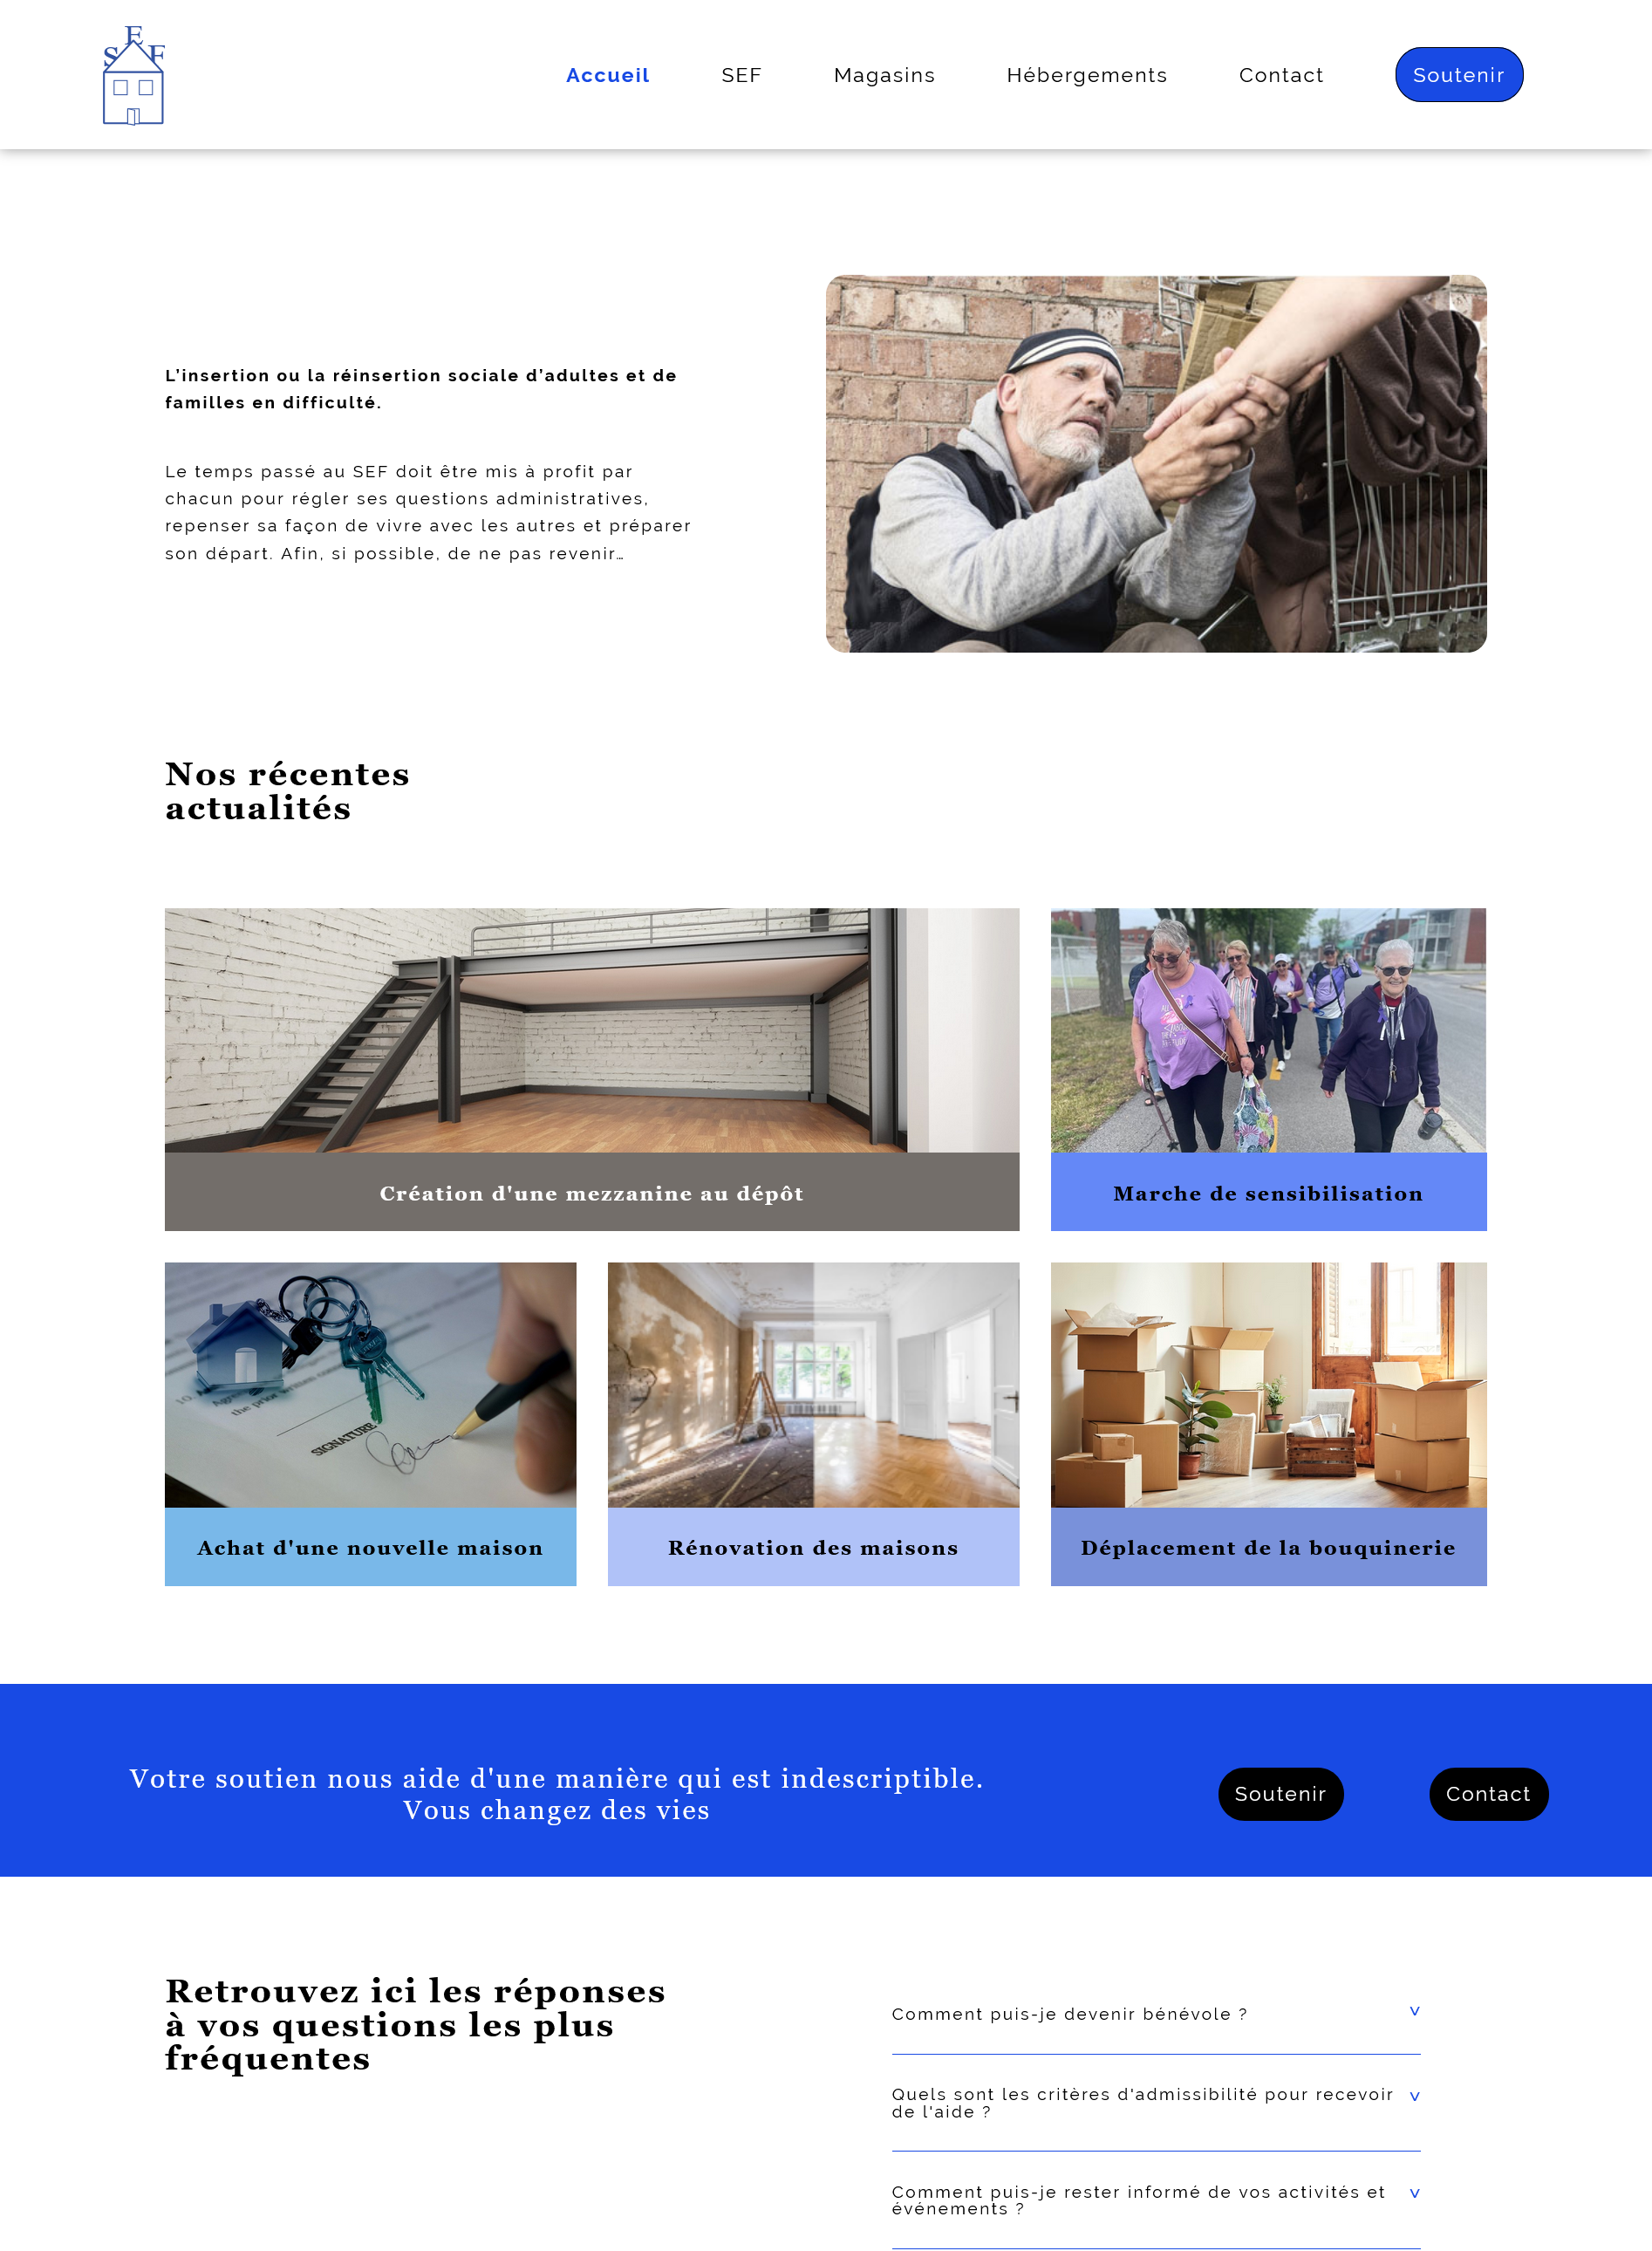 SEF
Accueil
SEF
Magasins
Hébergements
Contact
Soutenir
L’insertion ou la réinsertion sociale d’adultes et de
familles en difficulté.
Le temps passé au SEF doit être mis à profit par
chacun pour régler ses questions administratives,
repenser sa façon de vivre avec les autres et préparer
son départ. Afin, si possible, de ne pas revenir…
Nos récentes
actualités
Création d'une mezzanine au dépôt
Marche de sensibilisation
SIGNATURE
Achat d'une nouvelle maison
Rénovation des maisons
Déplacement de la bouquinerie
Votre soutien nous aide d'une manière qui est indescriptible.
Vous changez des vies
Soutenir
Contact
Retrouvez ici les réponses
à vos questions les plus
fréquentes
Comment puis-je devenir bénévole ?
Quels sont les critères d'admissibilité pour recevoir
de l'aide ?
Comment puis-je rester informé de vos activités et
événements ?